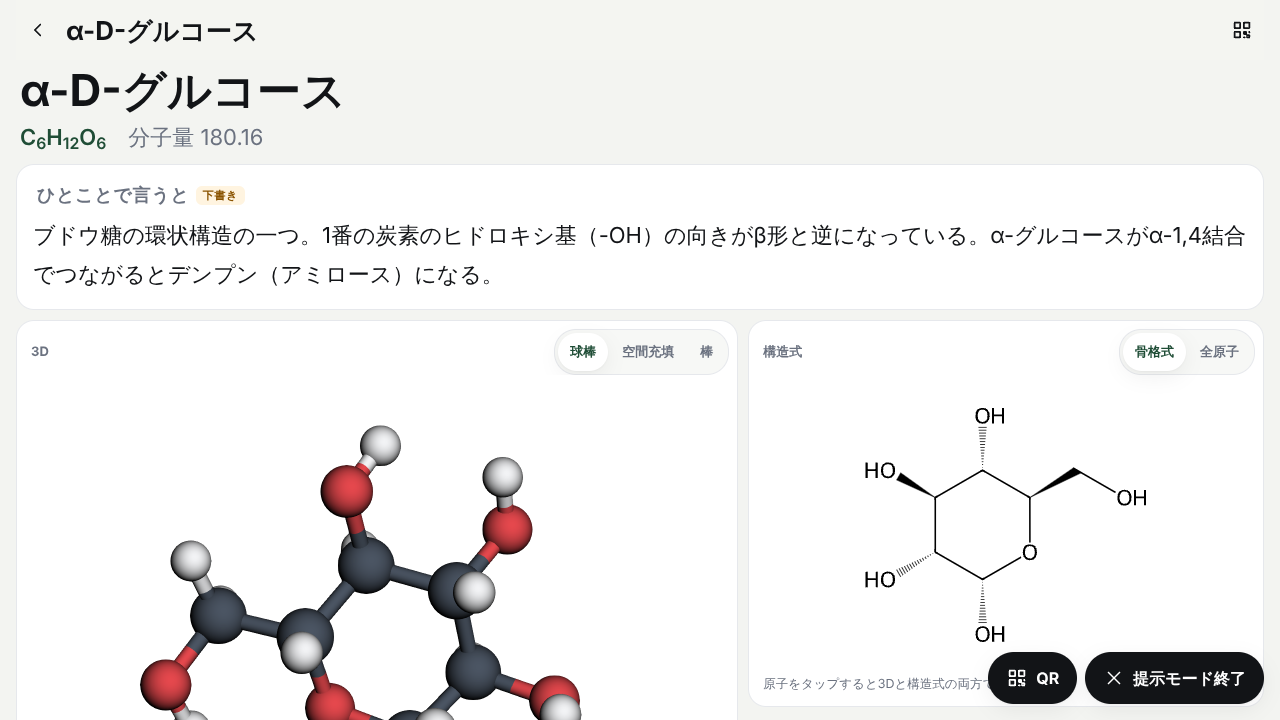 α-D-グルコース
α-D-グルコース
C₆H₁₂O₆ 分子量 180.16
ひとことで言うと 下書き
ブドウ糖の環状構造の一つ。1番の炭素のヒドロキシ基（-OH）の向きがβ形と逆になっている。α-グルコースがα-1,4結合
でつながるとデンプン（アミロース）になる。
3D 球棒 空間充填 棒
構造式 骨格式 全原子
OH
HO
OH
O
HO
OH
原子をタップすると3Dと構造式の両方で
QR 提示モード終了